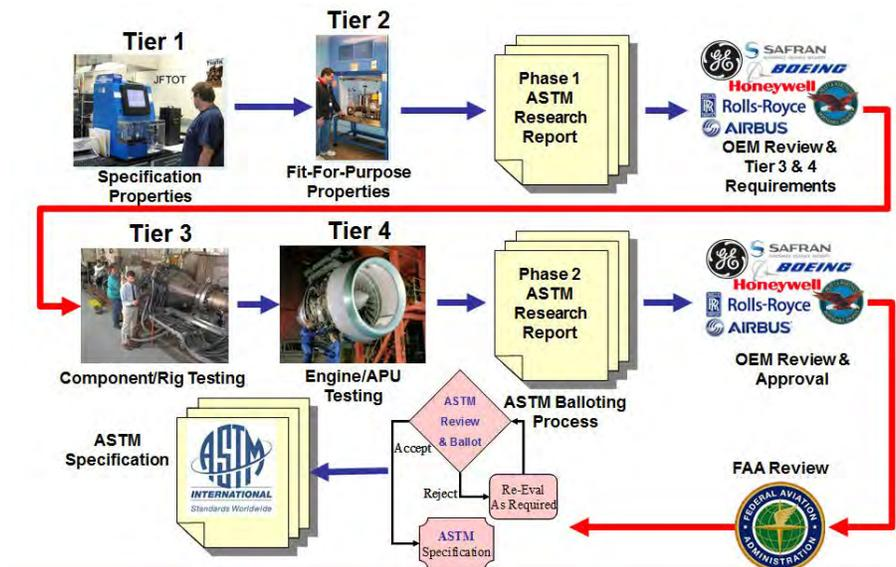 Tier 1
JFTOT
Specification
Properties
Tier 2
Fit-For-Purpose
Properties
Phase 1
ASTM
Research
Report
SAFRAN
BOEING
Honeywell
Rolls-Royce
AIRBUS
OEM Review &
Tier 3 & 4
Requirements
Tier 3
Component/Rig Testing
Tier 4
Engine/APU
Testing
Phase 2
ASTM
Research
Report
GE
SAFRAN
BOEING
Honeywell
Rolls-Royce
AIRBUS
OEM Review &
Approval
ASTM
Specification
ASTM
INTERNATIONAL
Standards Worldwide
ASTM
Review
& Ballot
Accept
Reject
Re-Eval
As Required
ASTM
Specification
ASTM Balloting
Process
FAA Review
FEDERAL AVIATION
ADMINISTRATION